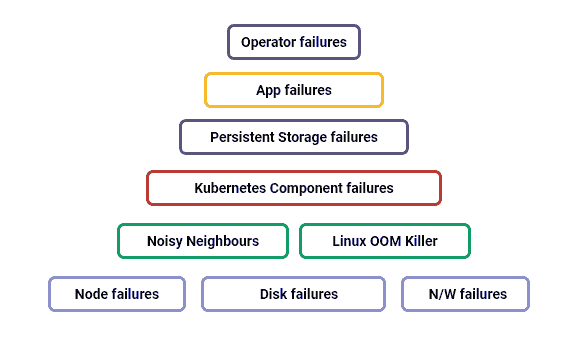 Operator failures
App failures
Persistent Storage failures
Kubernetes Component failures
Noisy Neighbours
Linux OOM Killer
Node failures
Disk failures
N/W failures